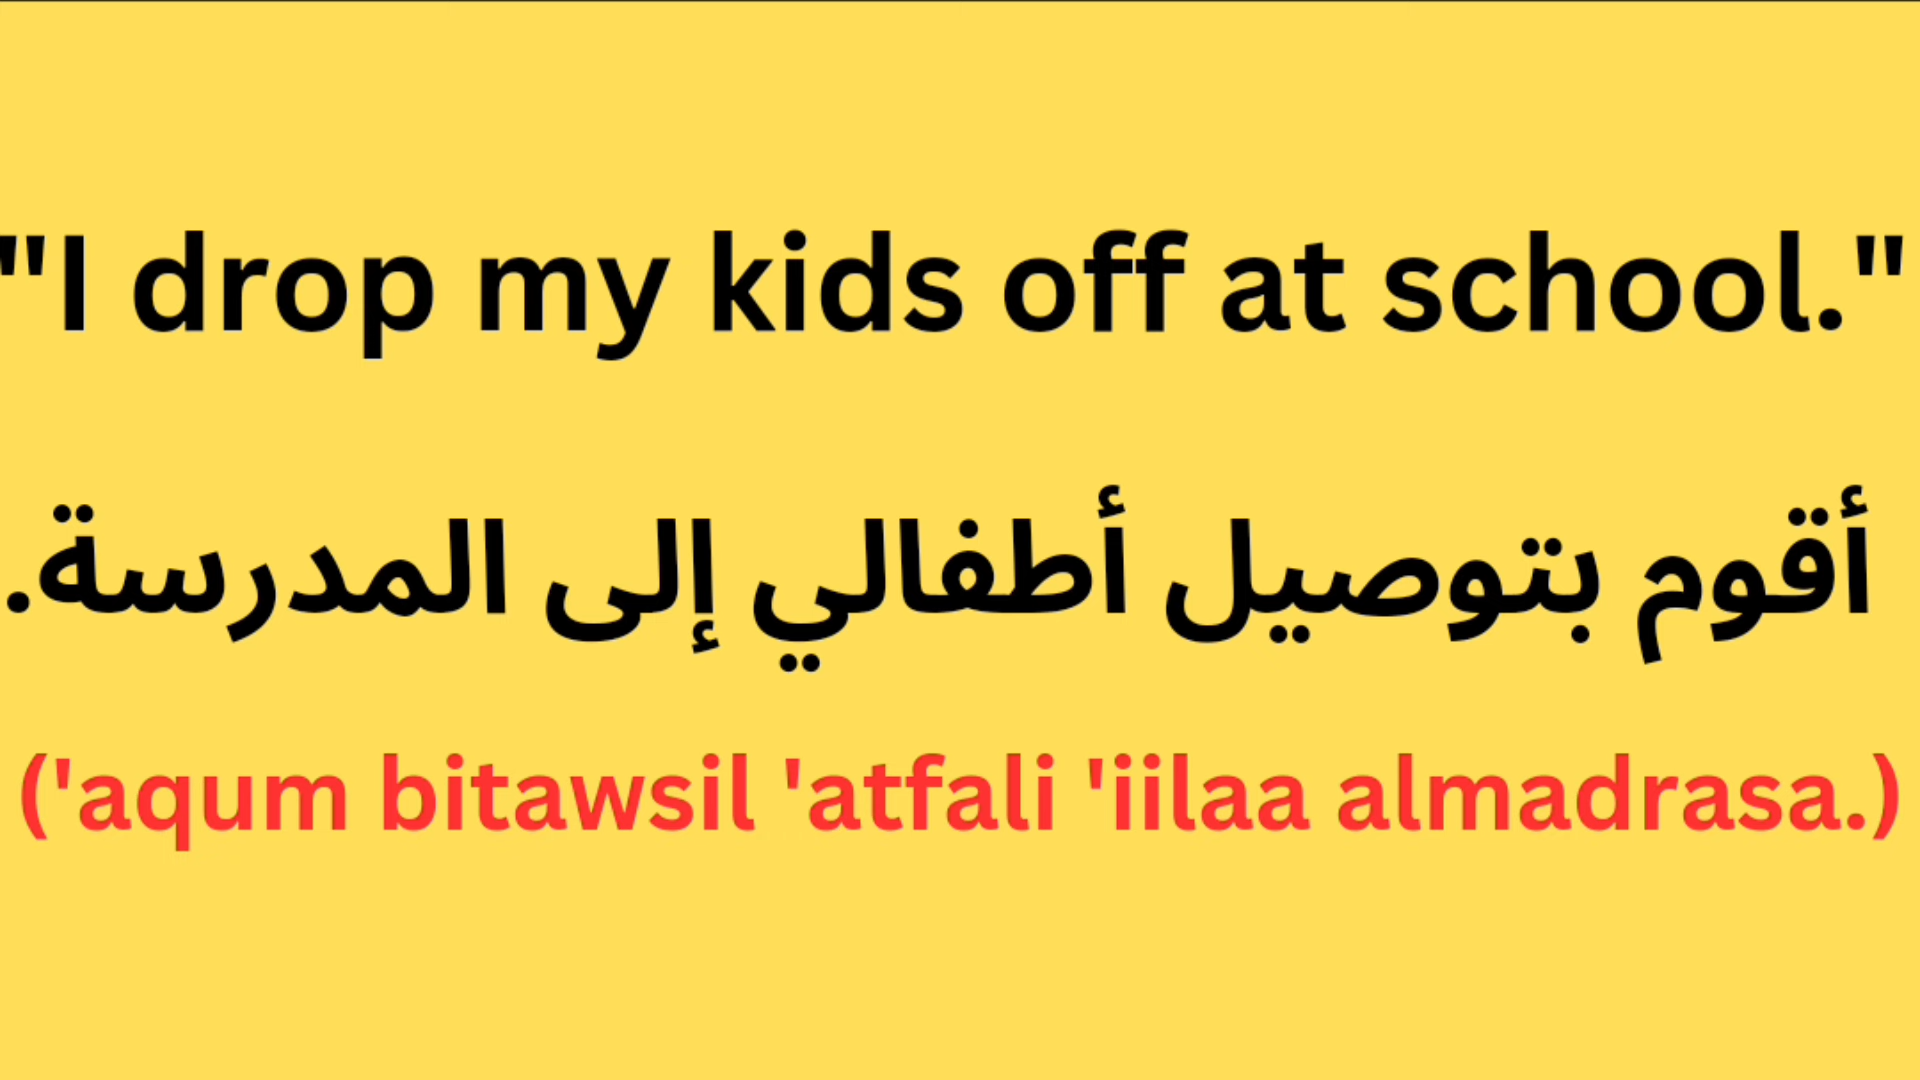 "I drop my kids off at school."
أقوم بتوصيل أطفالي إلى المدرسة.
('aqum bitawsil 'atfali 'iilaa almadrasa.)